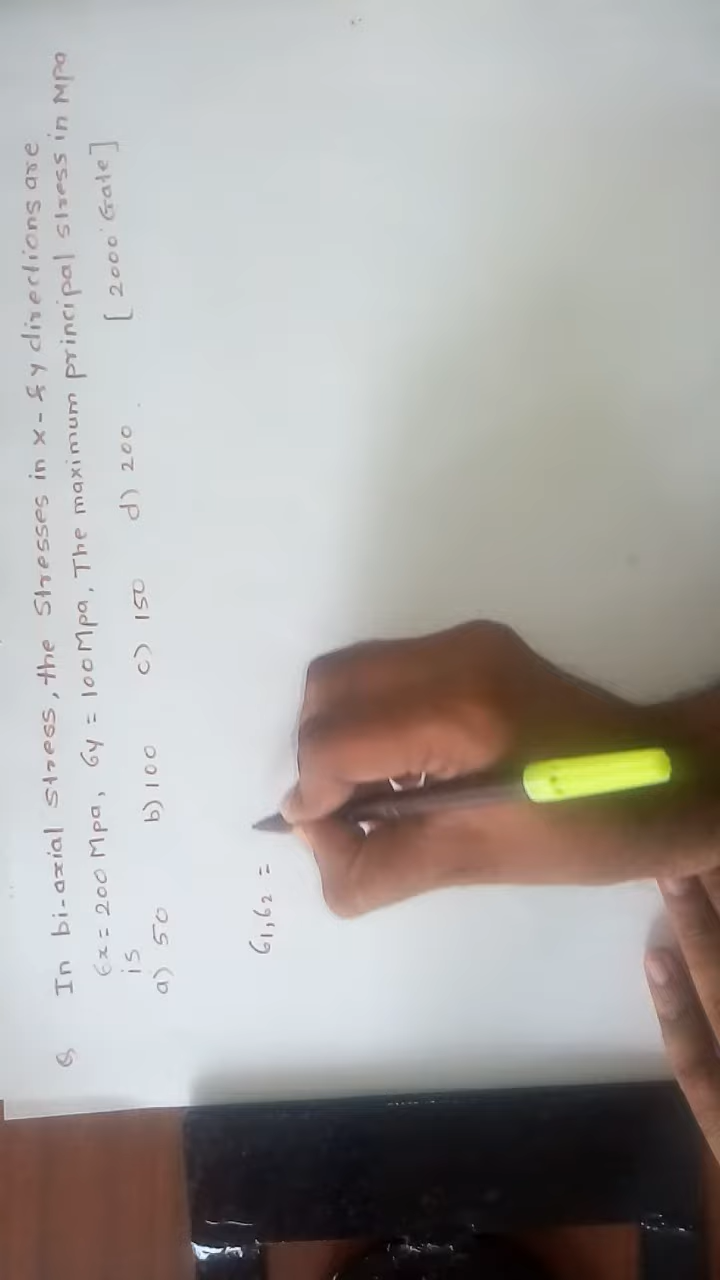 Q In bi-axial stress, the stresses in x- & y directions are
σx = 200 Mpa, σy = 100 Mpa, The maximum principal stress in Mpa
is [2000 Gate]
a) 50 b) 100 c) 150 d) 200.
σ1, σ2 =